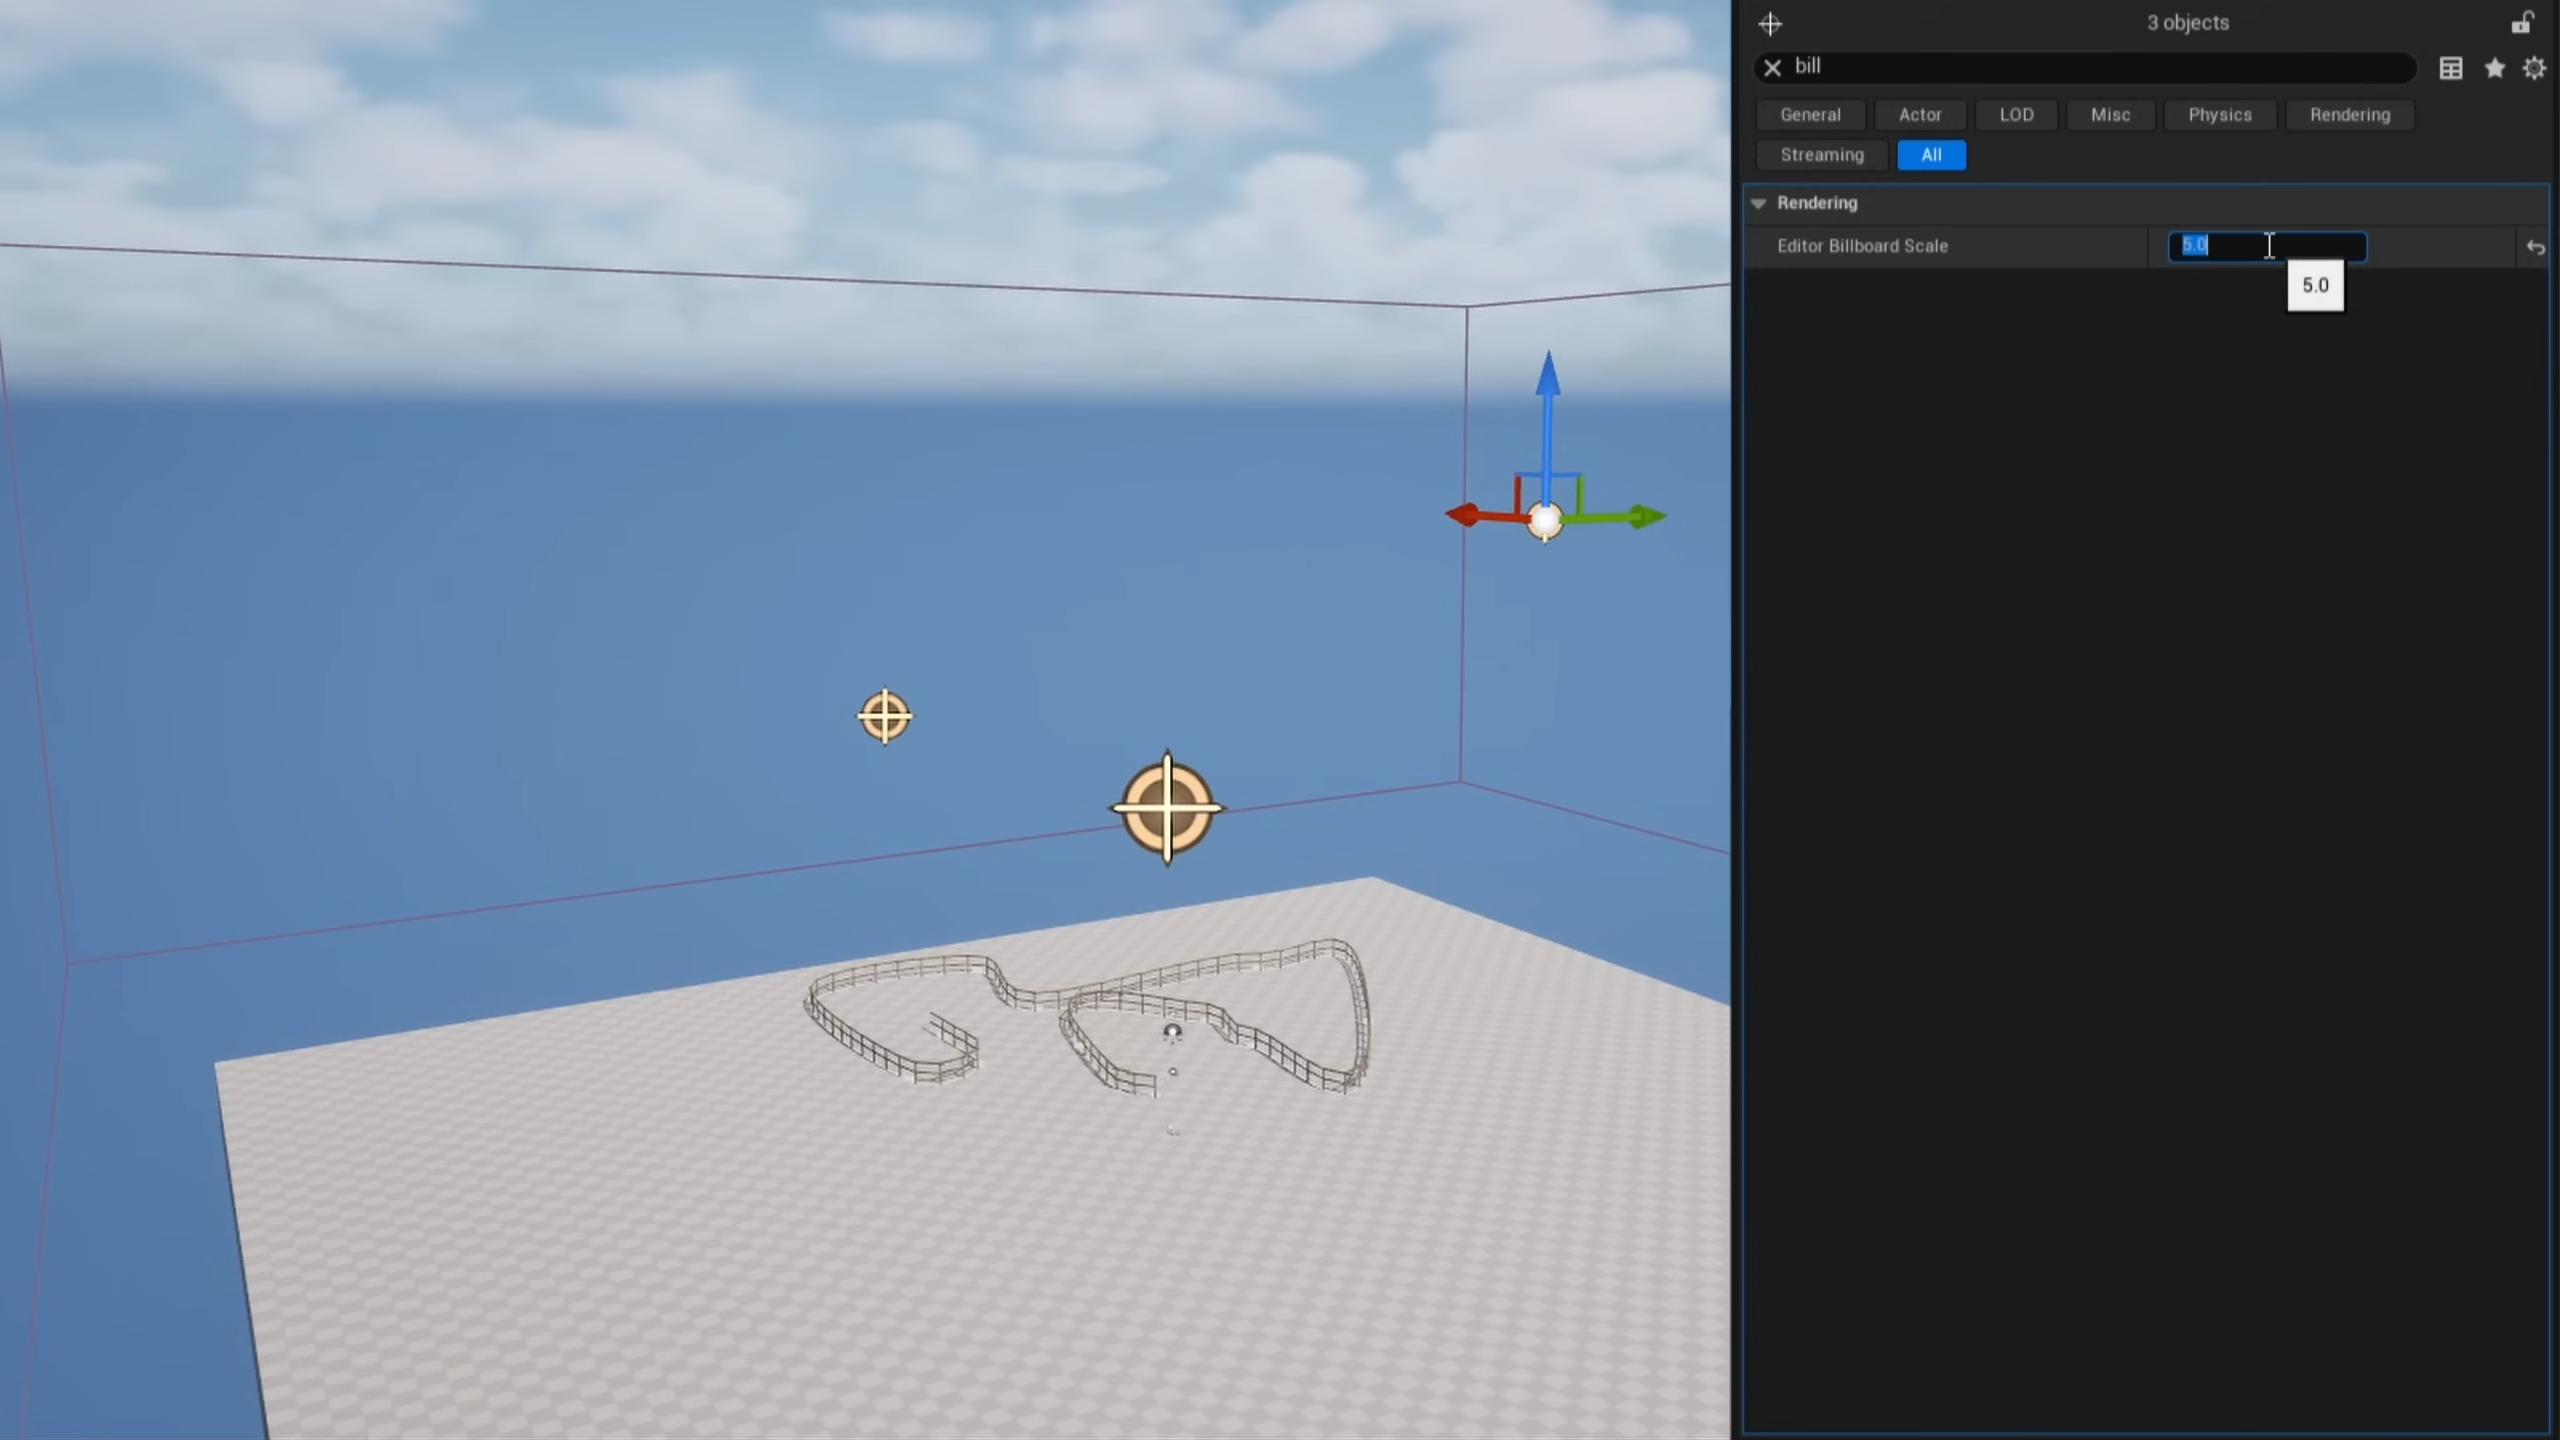 3 objects
bill
General Actor LOD Misc Physics Rendering
Streaming All
Rendering
Editor Billboard Scale 5.0
5.0